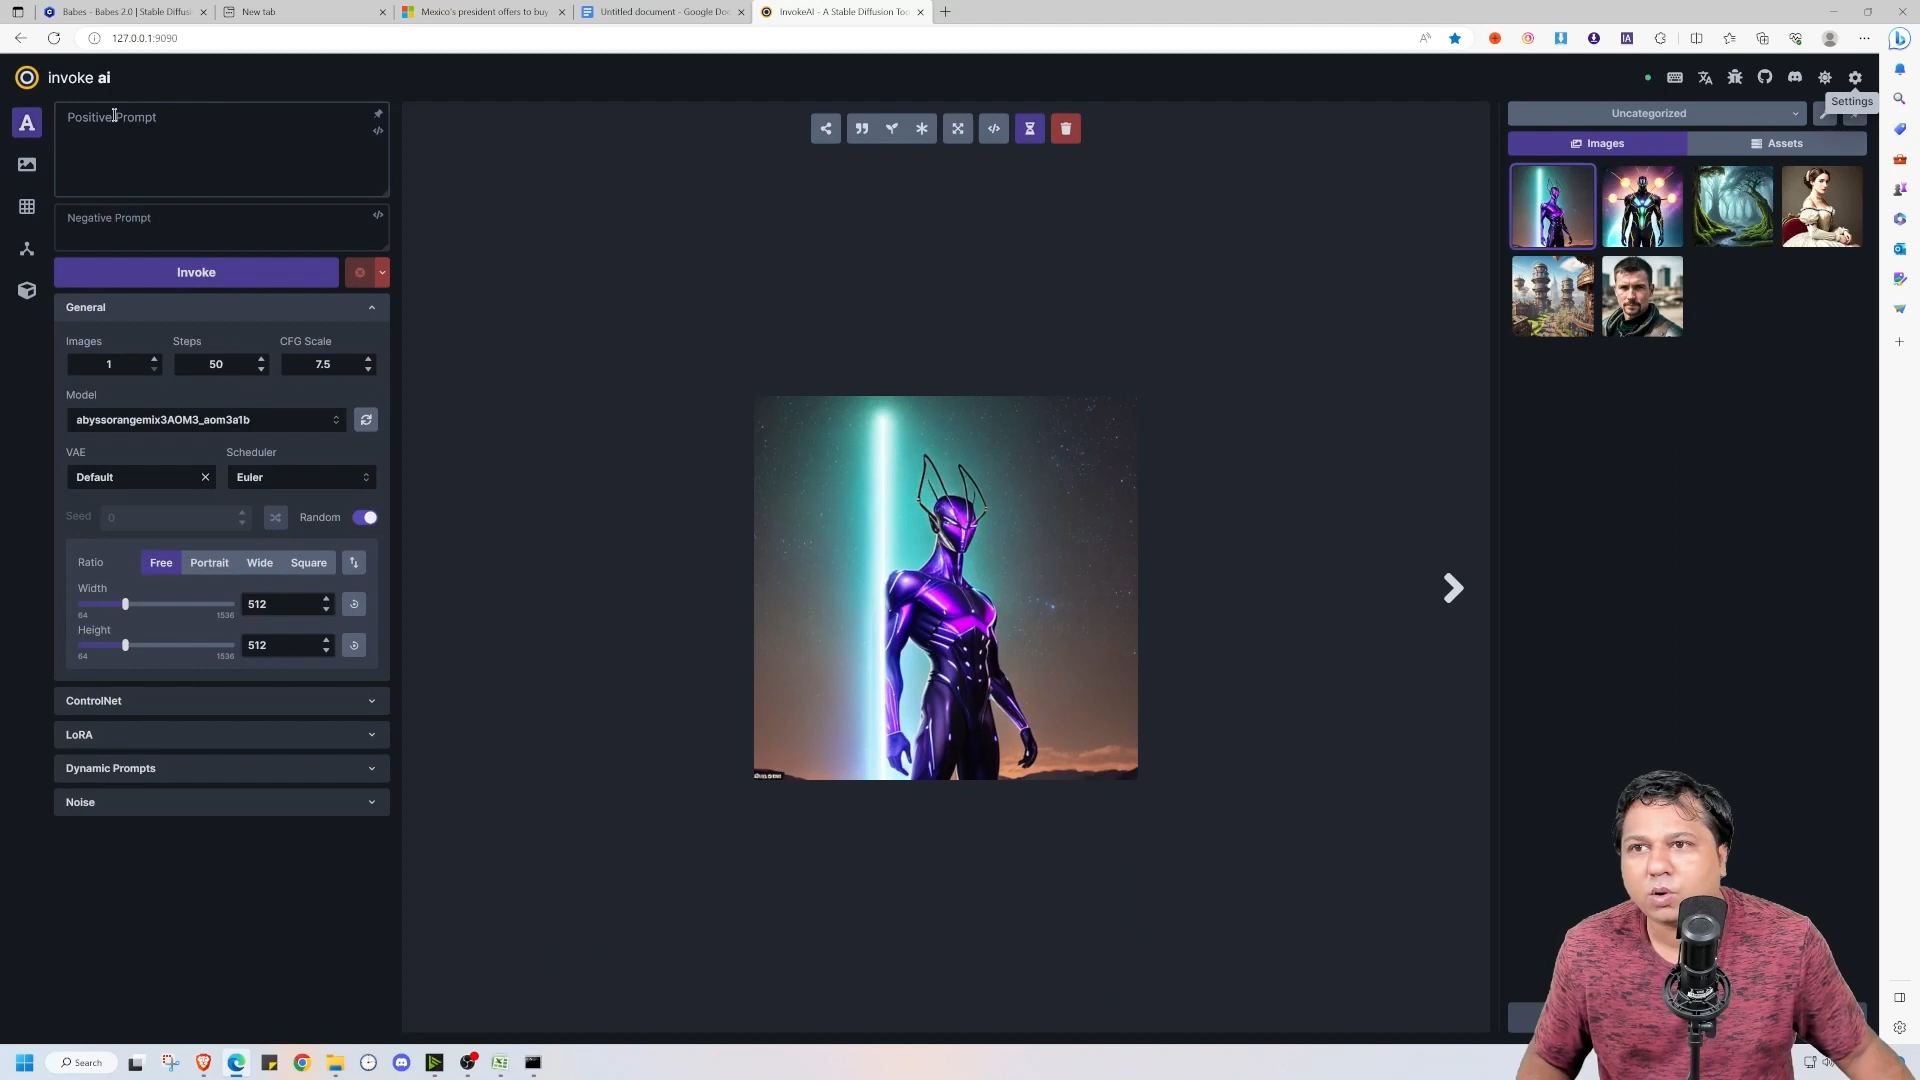 Babes - Babes 2.0 | Stable Diffusi
New tab
Mexico's president offers to buy
Untitled document - Google Doc
InvokeAI - A Stable Diffusion Too
127.0.0.1:9090
invoke ai
Settings
Positive Prompt
Negative Prompt
Invoke
General
Images
Steps
CFG Scale
1
50
7.5
Model
abyssorangemix3AOM3_aom3a1b
VAE
Scheduler
Default
Euler
Seed
0
Random
Ratio
Free
Portrait
Wide
Square
Width
512
64
1536
Height
512
64
1536
ControlNet
LoRA
Dynamic Prompts
Noise
Uncategorized
Images
Assets
Search